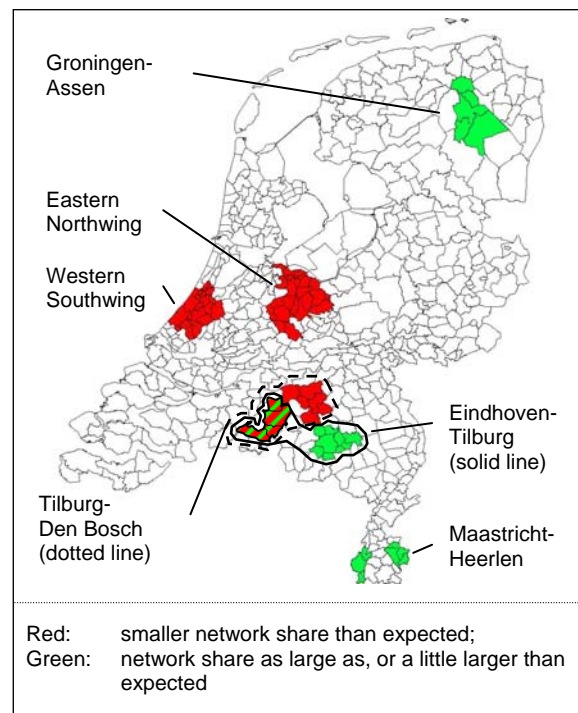 Groningen-
Assen
Eastern
Northwing
Western
Southwing
Eindhoven-
Tilburg
(solid line)
Tilburg-
Den Bosch
(dotted line)
Maastricht-
Heerlen
Red: smaller network share than expected;
Green: network share as large as, or a little larger than
expected